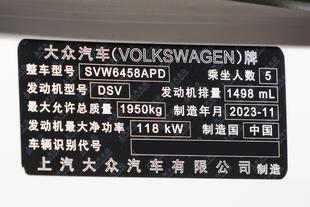 大众汽车(VOLKSWAGEN)牌
整车型号 SVW6458APD 乘坐人数 5
发动机型号 DSV 发动机排量 1498 mL
最大允许总质量 1950kg 制造年月 2023-11
发动机最大净功率 118 kW 制造国 中国
车辆识别代号
上汽大众汽车有限公司制造